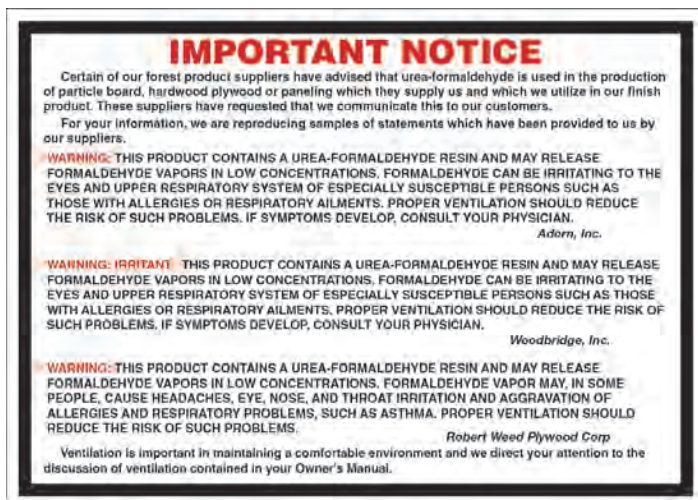 IMPORTANT NOTICE
Certain of our forest product suppliers have advised that urea-formaldehyde is used in the production
of particle board, hardwood plywood or paneling which they supply us and which we utilize in our finish
product. These suppliers have requested that we communicate this to our customers.
For your information, we are reproducing samples of statements which have been provided to us by
our suppliers.
WARNING: THIS PRODUCT CONTAINS A UREA-FORMALDEHYDE RESIN AND MAY RELEASE
FORMALDEHYDE VAPORS IN LOW CONCENTRATIONS. FORMALDEHYDE CAN BE IRRITATING TO THE
EYES AND UPPER RESPIRATORY SYSTEM OF ESPECIALLY SUSCEPTIBLE PERSONS SUCH AS
THOSE WITH ALLERGIES OR RESPIRATORY AILMENTS. PROPER VENTILATION SHOULD REDUCE
THE RISK OF SUCH PROBLEMS. IF SYMPTOMS DEVELOP, CONSULT YOUR PHYSICIAN.
Adorn, Inc.
WARNING: IRRITANT THIS PRODUCT CONTAINS A UREA-FORMALDEHYDE RESIN AND MAY RELEASE
FORMALDEHYDE VAPORS IN LOW CONCENTRATIONS. FORMALDEHYDE CAN BE IRRITATING TO THE
EYES AND UPPER RESPIRATORY SYSTEM OF ESPECIALLY SUSCEPTIBLE PERSONS SUCH AS THOSE
WITH ALLERGIES OR RESPIRATORY AILMENTS. PROPER VENTILATION SHOULD REDUCE THE RISK OF
SUCH PROBLEMS. IF SYMPTOMS DEVELOP, CONSULT YOUR PHYSICIAN.
Woodbridge, Inc.
WARNING: THIS PRODUCT CONTAINS A UREA-FORMALDEHYDE RESIN AND MAY RELEASE
FORMALDEHYDE VAPORS IN LOW CONCENTRATIONS. FORMALDEHYDE VAPOR MAY, IN SOME
PEOPLE, CAUSE HEADACHES, EYE, NOSE, AND THROAT IRRITATION AND AGGRAVATION OF
ALLERGIES AND RESPIRATORY PROBLEMS, SUCH AS ASTHMA. PROPER VENTILATION SHOULD
REDUCE THE RISK OF SUCH PROBLEMS.
Robert Weed Plywood Corp
Ventilation is important in maintaining a comfortable environment and we direct your attention to the
discussion of ventilation contained in your Owner's Manual.